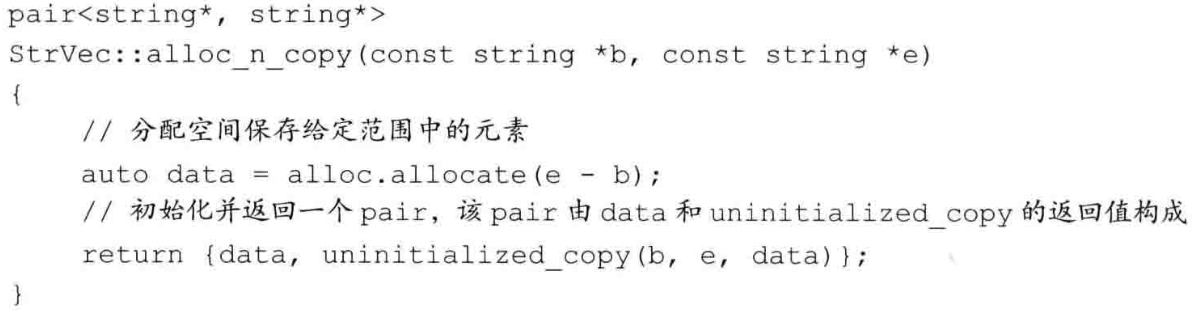 pair<string*, string*>
StrVec::alloc_n_copy(const string *b, const string *e)
{
    // 分配空间保存给定范围中的元素
    auto data = alloc.allocate(e - b);
    // 初始化并返回一个 pair，该 pair 由 data 和 uninitialized_copy 的返回值构成
    return {data, uninitialized_copy(b, e, data)};
}